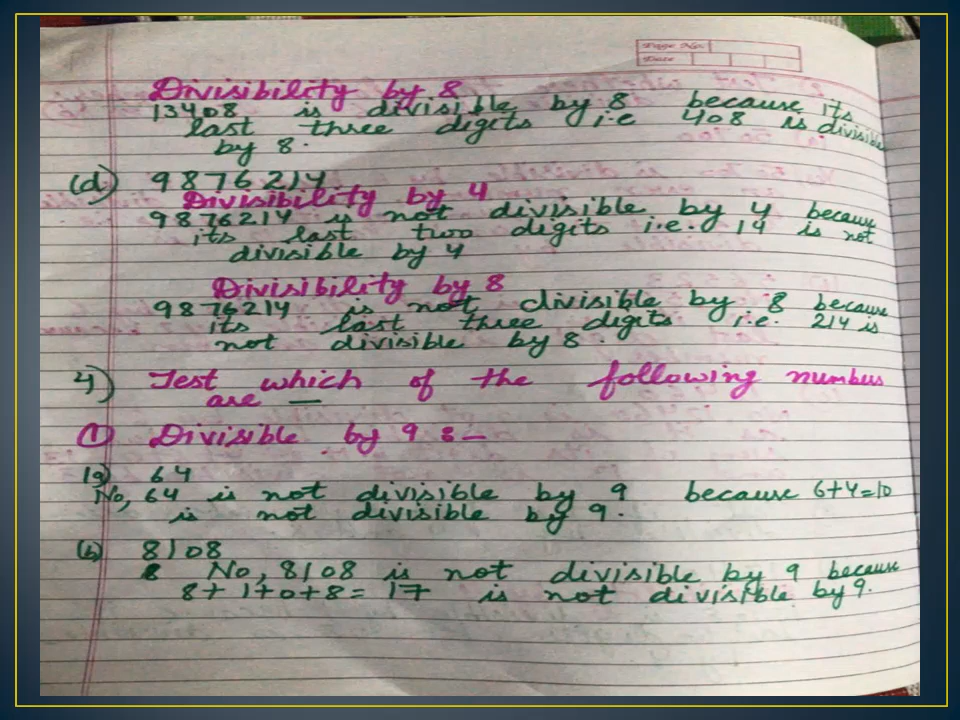 Page No.
Date
Divisibility by 8
13408 is divisible by 8 because its
last three digits i.e 408 is divisible
by 8.
(d) 9876214
Divisibility by 4
9876214 is not divisible by 4 because
its last two digits i.e. 14 is not
divisible by 4
Divisibility by 8
9876214 is not divisible by 8 because
its last three digits i.e. 214 is
not divisible by 8.
4) Test which of the following numbers
are —
① Divisible by 9 :-
(a) 64
No, 64 is not divisible by 9 because 6+4=10
is not divisible by 9.
(b) 8108
No, 8108 is not divisible by 9 because
8+1+0+8=17 is not divisible by 9.